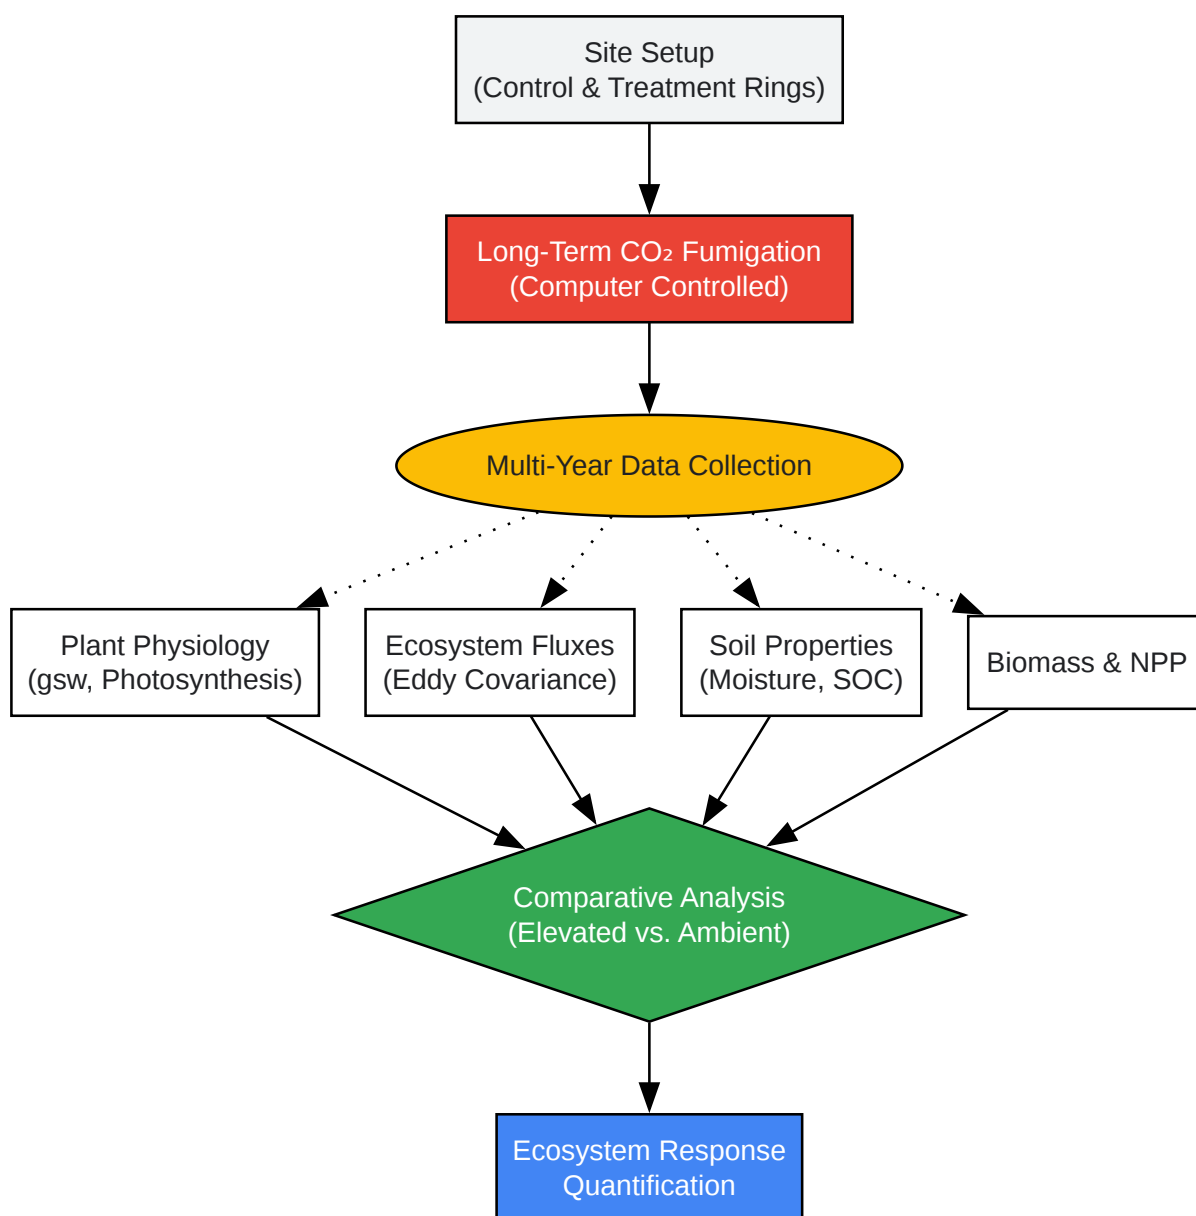 Site Setup
(Control & Treatment Rings)
Long-Term CO₂ Fumigation
(Computer Controlled)
Multi-Year Data Collection
Plant Physiology
(gsw, Photosynthesis)
Ecosystem Fluxes
(Eddy Covariance)
Soil Properties
(Moisture, SOC)
Biomass & NPP
Comparative Analysis
(Elevated vs. Ambient)
Ecosystem Response
Quantification